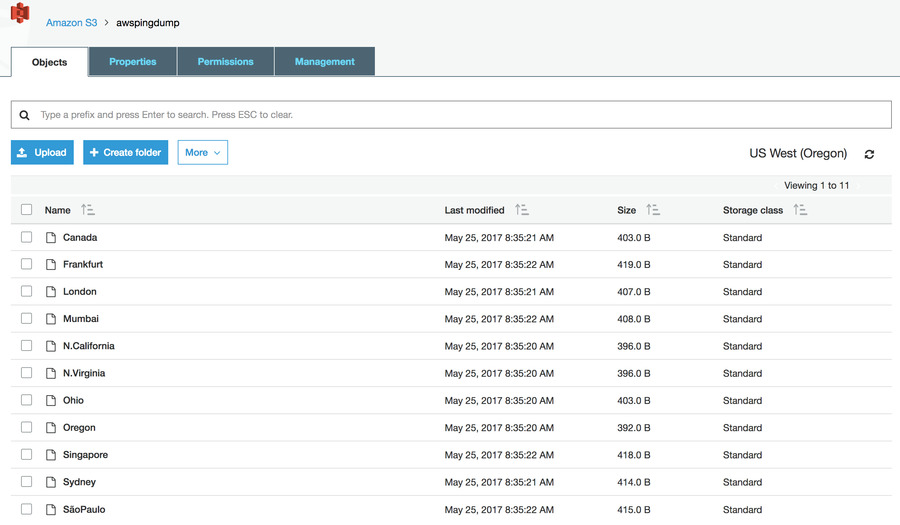 Amazon S3 > awspingdump
Objects Properties Permissions Management
Type a prefix and press Enter to search. Press ESC to clear.
Upload + Create folder More US West (Oregon)
Viewing 1 to 11
Name Last modified Size Storage class
Canada May 25, 2017 8:35:21 AM 403.0 B Standard
Frankfurt May 25, 2017 8:35:22 AM 419.0 B Standard
London May 25, 2017 8:35:21 AM 407.0 B Standard
Mumbai May 25, 2017 8:35:22 AM 408.0 B Standard
N.California May 25, 2017 8:35:20 AM 396.0 B Standard
N.Virginia May 25, 2017 8:35:20 AM 396.0 B Standard
Ohio May 25, 2017 8:35:20 AM 403.0 B Standard
Oregon May 25, 2017 8:35:20 AM 392.0 B Standard
Singapore May 25, 2017 8:35:22 AM 418.0 B Standard
Sydney May 25, 2017 8:35:21 AM 414.0 B Standard
SãoPaulo May 25, 2017 8:35:22 AM 415.0 B Standard